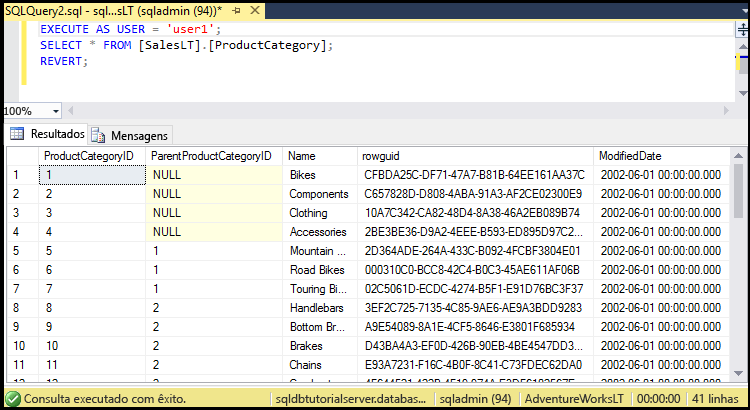 SQLQuery2.sql - sql...sLT (sqladmin (94))*
EXECUTE AS USER = 'user1';
SELECT * FROM [SalesLT].[ProductCategory];
REVERT;
100%
Resultados Mensagens
ProductCategoryID ParentProductCategoryID Name rowguid ModifiedDate
1 1 NULL Bikes CFBDA25C-DF71-47A7-B81B-64EE161AA37C 2002-06-01 00:00:00.000
2 2 NULL Components C657828D-D808-4ABA-91A3-AF2CE02300E9 2002-06-01 00:00:00.000
3 3 NULL Clothing 10A7C342-CA82-48D4-8A38-46A2EB089B74 2002-06-01 00:00:00.000
4 4 NULL Accessories 2BE3BE36-D9A2-4EEE-B593-ED895D97C2... 2002-06-01 00:00:00.000
5 5 1 Mountain ... 2D364ADE-264A-433C-B092-4FCBF3804E01 2002-06-01 00:00:00.000
6 6 1 Road Bikes 000310C0-BCC8-42C4-B0C3-45AE611AF06B 2002-06-01 00:00:00.000
7 7 1 Touring Bi... 02C5061D-ECDC-4274-B5F1-E91D76BC3F37 2002-06-01 00:00:00.000
8 8 2 Handlebars 3EF2C725-7135-4C85-9AE6-AE9A3BDD9283 2002-06-01 00:00:00.000
9 9 2 Bottom Br... A9E54089-8A1E-4CF5-8646-E3801F685934 2002-06-01 00:00:00.000
10 10 2 Brakes D43BA4A3-EF0D-426B-90EB-4BE4547DD3... 2002-06-01 00:00:00.000
11 11 2 Chains E93A7231-F16C-4B0F-8C41-C73FDEC62DA0 2002-06-01 00:00:00.000
Consulta executado com êxito. sqldbtutorialserver.databas... sqladmin (94) AdventureWorksLT 00:00:00 41 linhas